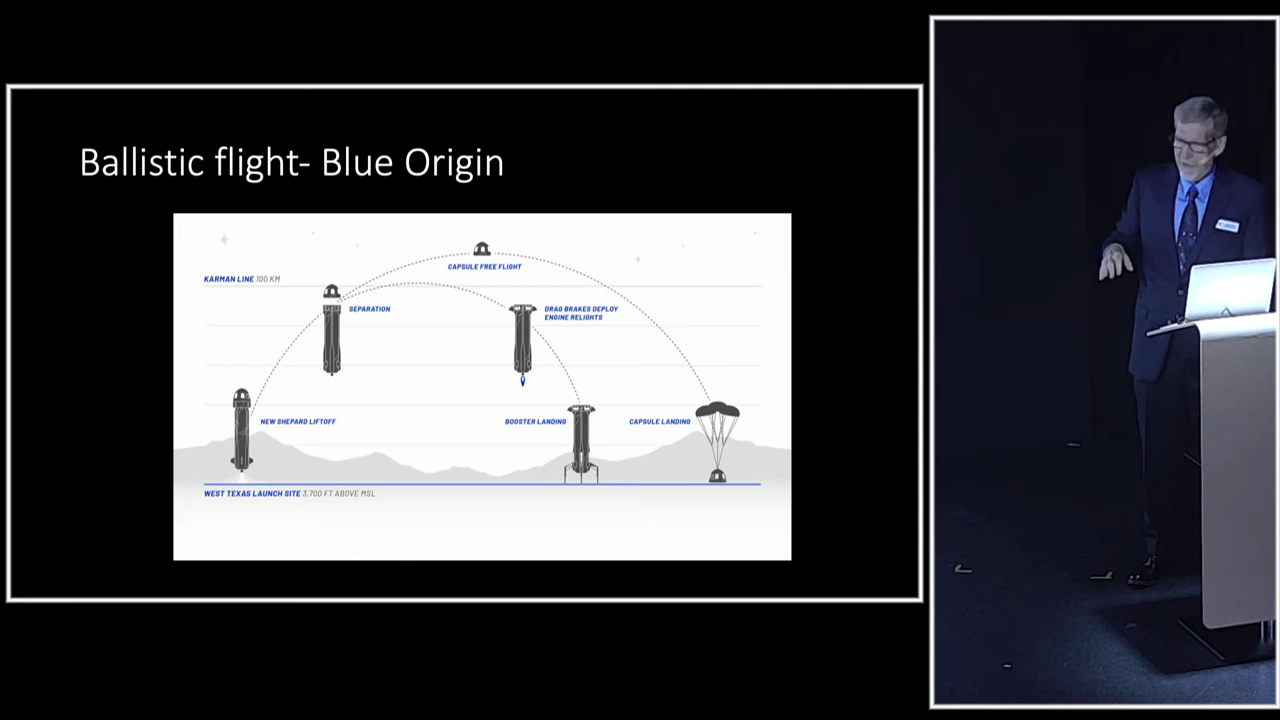 Ballistic flight- Blue Origin
CAPSULE FREE FLIGHT
KARMAN LINE 100 KM
SEPARATION
DRAG BRAKES DEPLOY
ENGINE RELIGHTS
NEW SHEPARD LIFTOFF
BOOSTER LANDING
CAPSULE LANDING
WEST TEXAS LAUNCH SITE 3,700 FT ABOVE MSL